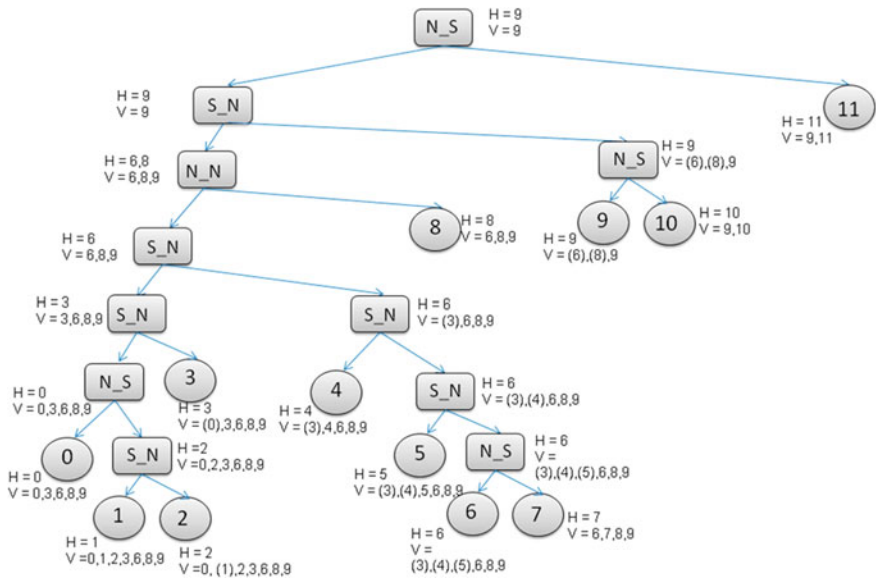 N_S
H = 9
V = 9
H = 9
V = 9
S_N
11
H = 11
V = 9,11
H = 6,8
V = 6,8,9
N_N
N_S
H = 9
V = (6),(8),9
8
H = 8
V = 6,8,9
9
H = 9
V = (6),(8),9
10
H = 10
V = 9,10
H = 6
V = 6,8,9
S_N
H = 3
V = 3,6,8,9
S_N
S_N
H = 6
V = (3),6,8,9
H = 0
V = 0,3,6,8,9
N_S
3
H = 3
V = (0),3,6,8,9
4
H = 4
V = (3),4,6,8,9
S_N
H = 6
V = (3),(4),6,8,9
0
H = 0
V = 0,3,6,8,9
S_N
H =2
V =0,2,3,6,8,9
5
H = 5
V = (3),(4),5,6,8,9
N_S
H = 6
V =
(3),(4),(5),6,8,9
1
H = 1
V =0,1,2,3,6,8,9
2
H = 2
V =0, (1),2,3,6,8,9
6
H = 6
V =
(3),(4),(5),6,8,9
7
H = 7
V = 6,7,8,9